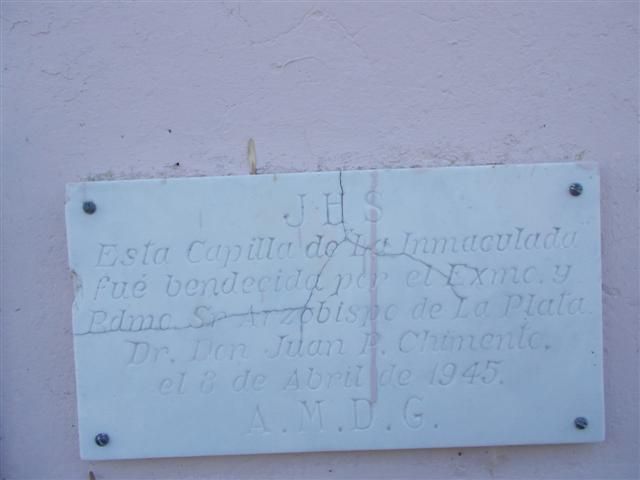 J H S
Esta Capilla de "La Inmaculada"
fué bendecida por el Exmo. y
Rdmo. Sr. Arzobispo de La Plata
Dr. Don Juan P. Chimento,
el 8 de Abril de 1945.
A. M. D. G.